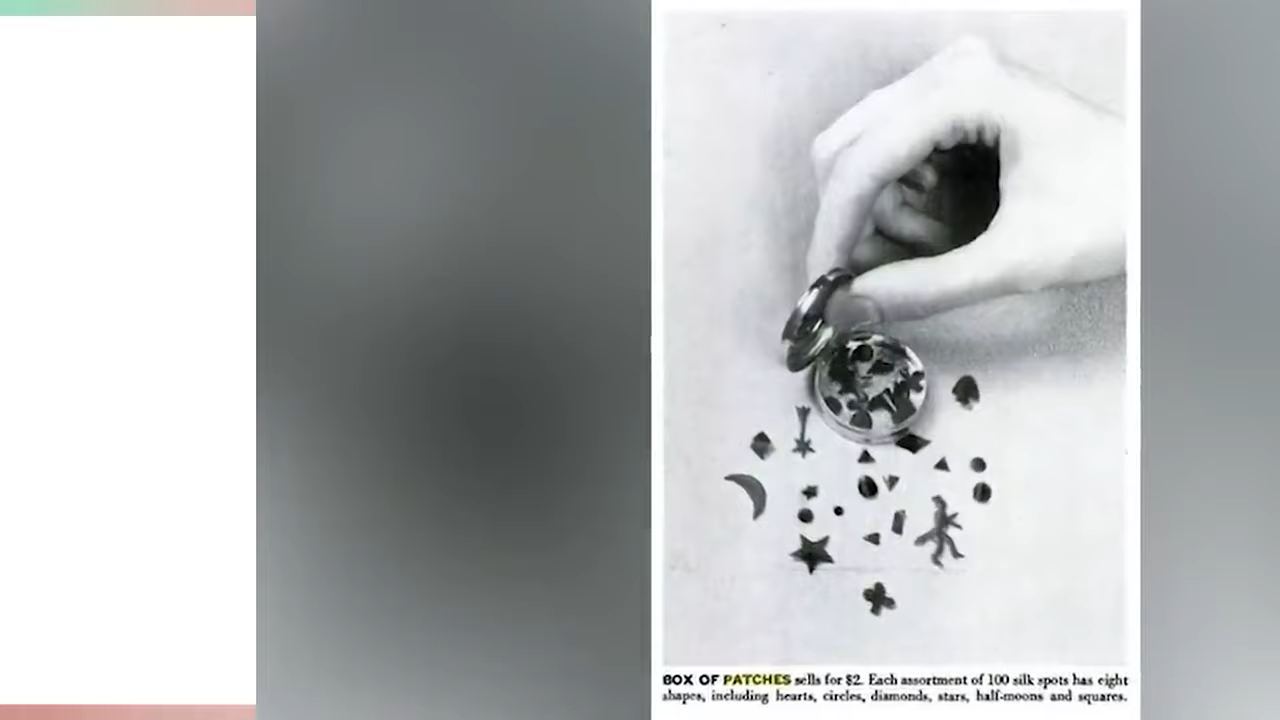 BOX OF PATCHES sells for $2. Each assortment of 100 silk spots has eight
shapes, including hearts, circles, diamonds, stars, half-moons and squares.